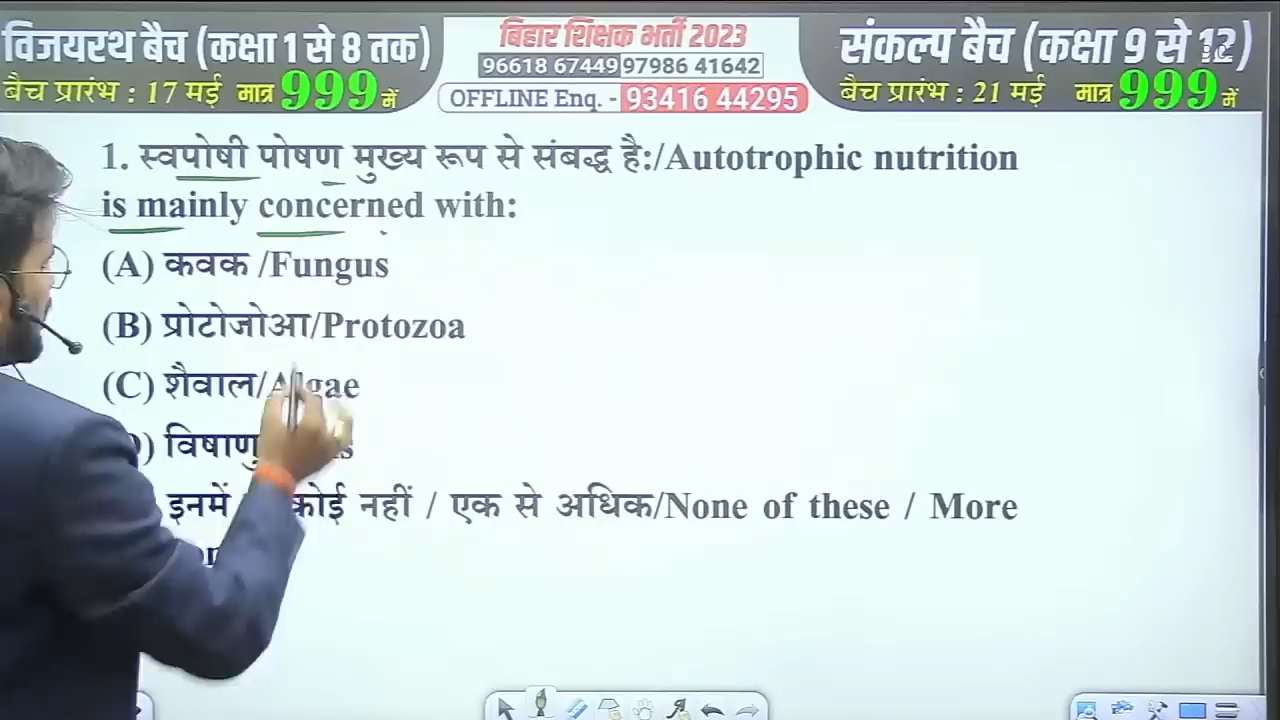 विजयरथ बैच (कक्षा 1 से 8 तक)
बैच प्रारंभ : 17 मई मात्र 999 में
बिहार शिक्षक भर्ती 2023
96618 67449 97986 41642
OFFLINE Enq. - 93416 44295
संकल्प बैच (कक्षा 9 से 12)
बैच प्रारंभ : 21 मई मात्र 999 में
1. स्वपोषी पोषण मुख्य रूप से संबद्ध है:/Autotrophic nutrition
is mainly concerned with:
(A) कवक /Fungus
(B) प्रोटोजोआ/Protozoa
(C) शैवाल/Algae
विषाणु
इनमें कोई नहीं / एक से अधिक/None of these / More